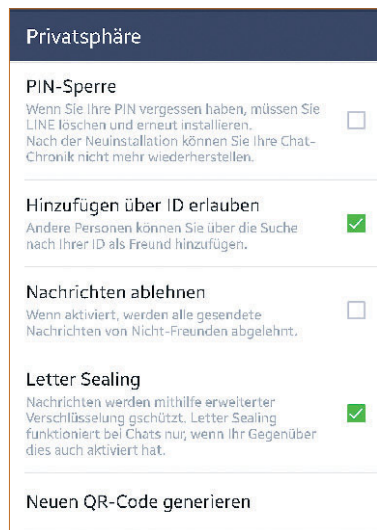 Privatsphäre
PIN-Sperre
Wenn Sie Ihre PIN vergessen haben, müssen Sie
LINE löschen und erneut installieren.
Nach der Neuinstallation können Sie Ihre Chat-
Chronik nicht mehr wiederherstellen.
Hinzufügen über ID erlauben
Andere Personen können Sie über die Suche
nach Ihrer ID als Freund hinzufügen.
Nachrichten ablehnen
Wenn aktiviert, werden alle gesendete
Nachrichten von Nicht-Freunden abgelehnt.
Letter Sealing
Nachrichten werden mithilfe erweiterter
Verschlüsselung gschützt. Letter Sealing
funktioniert bei Chats nur, wenn Ihr Gegenüber
dies auch aktiviert hat.
Neuen QR-Code generieren